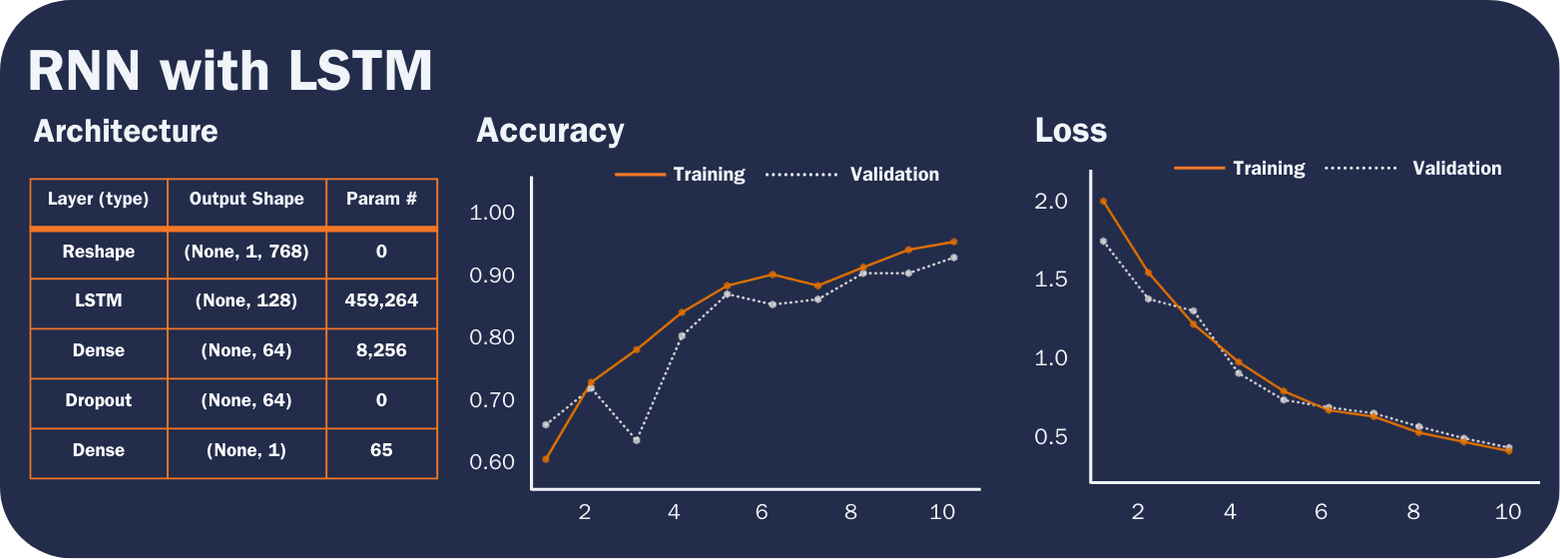 RNN with LSTM
Architecture
Layer (type) Output Shape Param #
Reshape (None, 1, 768) 0
LSTM (None, 128) 459,264
Dense (None, 64) 8,256
Dropout (None, 64) 0
Dense (None, 1) 65
Accuracy
Training Validation
1.00
0.90
0.80
0.70
0.60
2 4 6 8 10
Loss
Training Validation
2.0
1.5
1.0
0.5
2 4 6 8 10